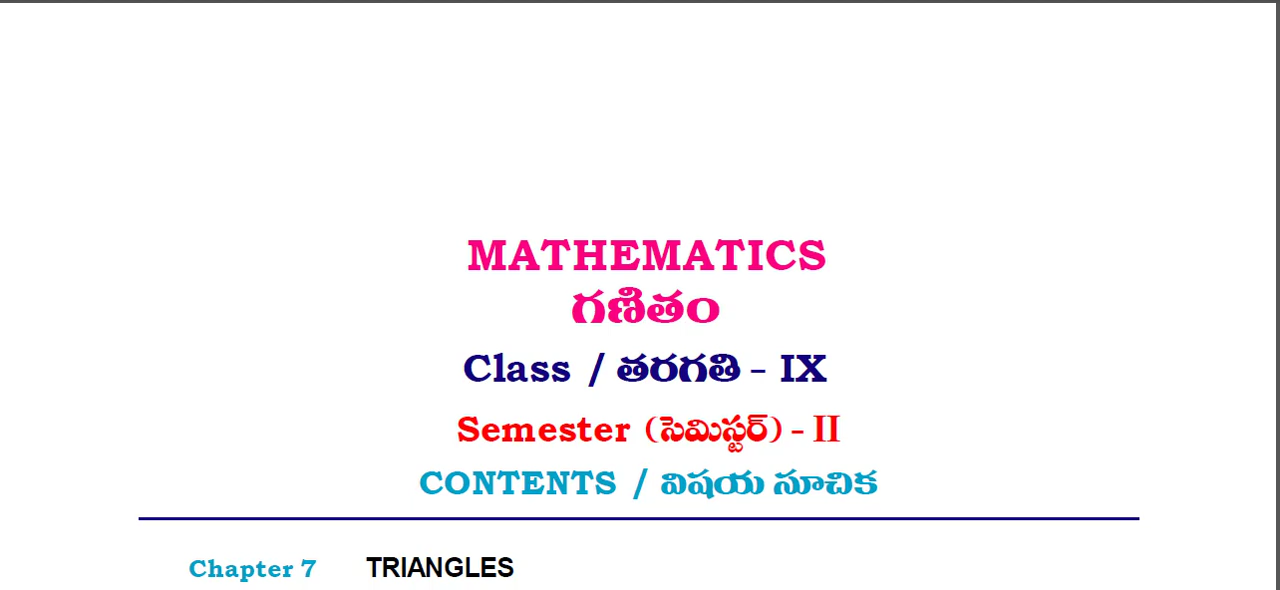 MATHEMATICS
గణితం
Class / తరగతి - IX
Semester (సెమిస్టర్) - II
CONTENTS / విషయ సూచిక
Chapter 7 TRIANGLES